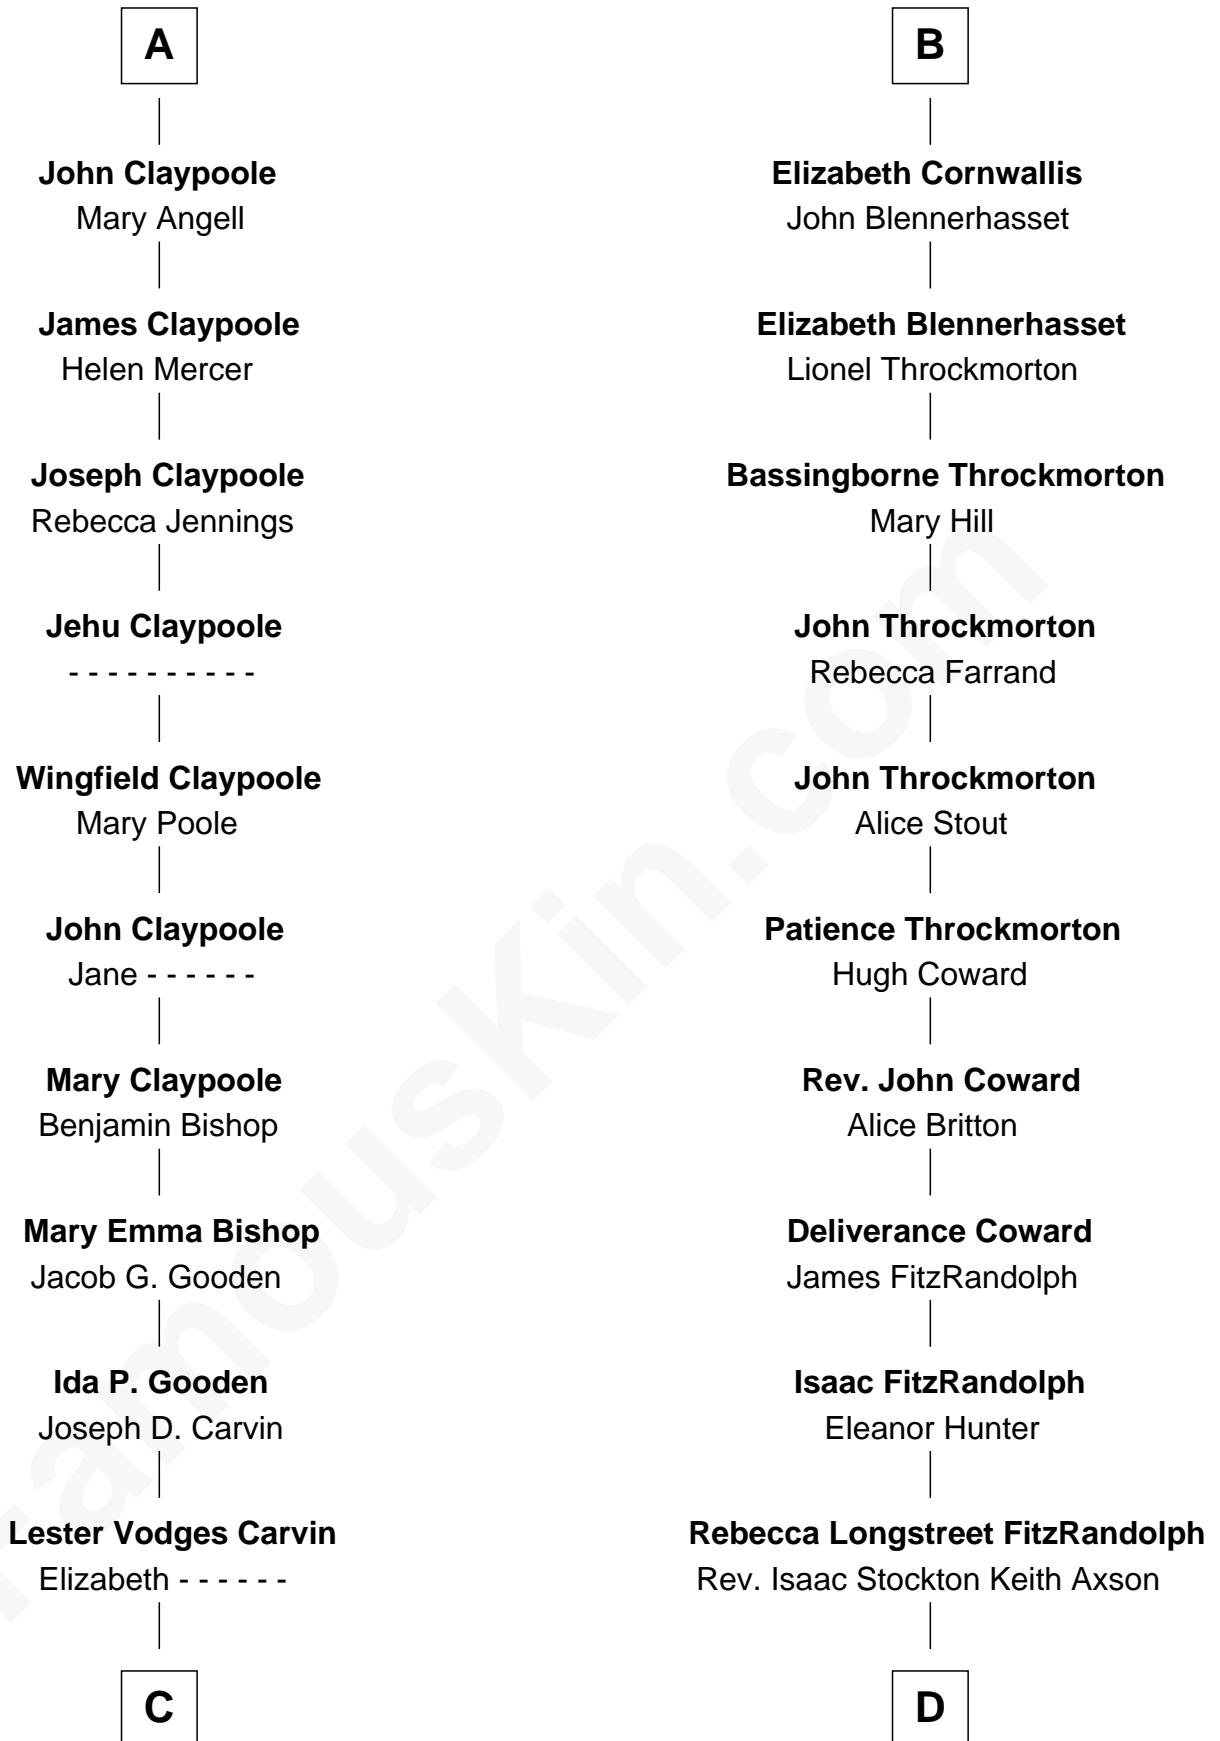 A
John Claypoole
Mary Angell
James Claypoole
Helen Mercer
Joseph Claypoole
Rebecca Jennings
Jehu Claypoole
- - - - - - - - - -
Wingfield Claypoole
Mary Poole
John Claypoole
Jane - - - - - -
Mary Claypoole
Benjamin Bishop
Mary Emma Bishop
Jacob G. Gooden
Ida P. Gooden
Joseph D. Carvin
Lester Vodges Carvin
Elizabeth - - - - - -
C
B
Elizabeth Cornwallis
John Blennerhasset
Elizabeth Blennerhasset
Lionel Throckmorton
Bassingborne Throckmorton
Mary Hill
John Throckmorton
Rebecca Farrand
John Throckmorton
Alice Stout
Patience Throckmorton
Hugh Coward
Rev. John Coward
Alice Britton
Deliverance Coward
James FitzRandolph
Isaac FitzRandolph
Eleanor Hunter
Rebecca Longstreet FitzRandolph
Rev. Isaac Stockton Keith Axson
D
FamousKin.com